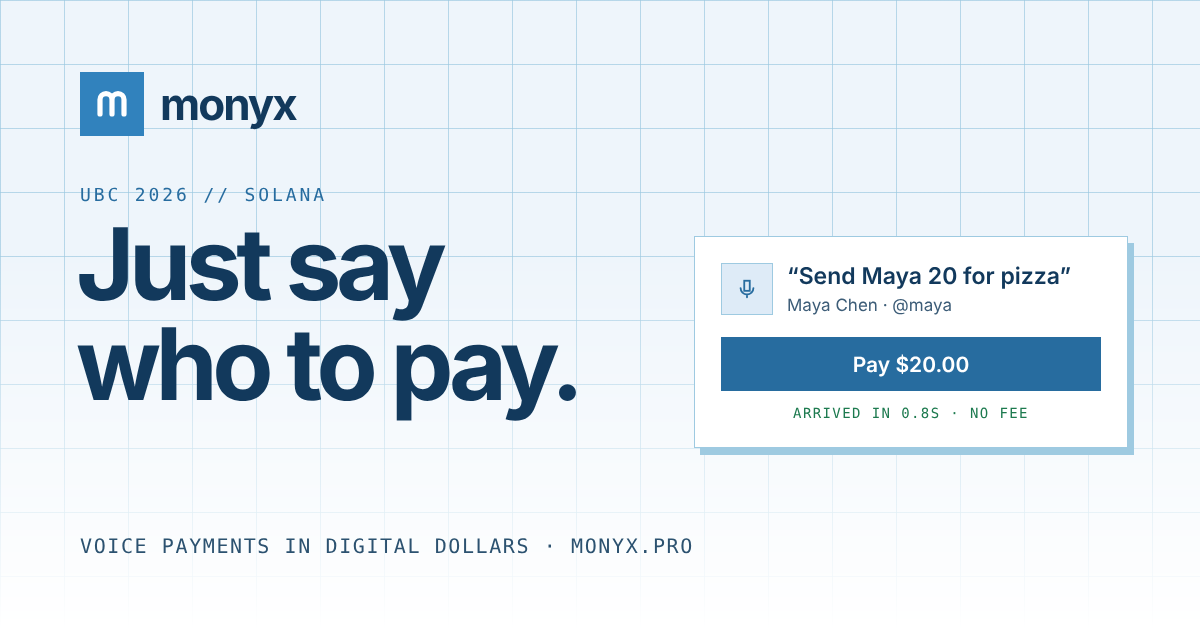 m
monyx
UBC 2026 // SOLANA
Just say
who to pay.
“Send Maya 20 for pizza”
Maya Chen · @maya
Pay $20.00
ARRIVED IN 0.8S · NO FEE
VOICE PAYMENTS IN DIGITAL DOLLARS · MONYX.PRO